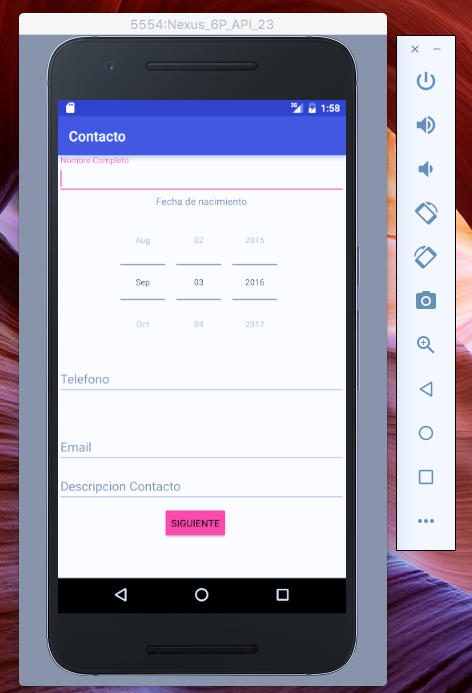 5554:Nexus_6P_API_23
3G 1:58
Contacto
Nombre Completo
Fecha de nacimiento
Aug 02 2015
Sep 03 2016
Oct 04 2017
Telefono
Email
Descripcion Contacto
SIGUIENTE